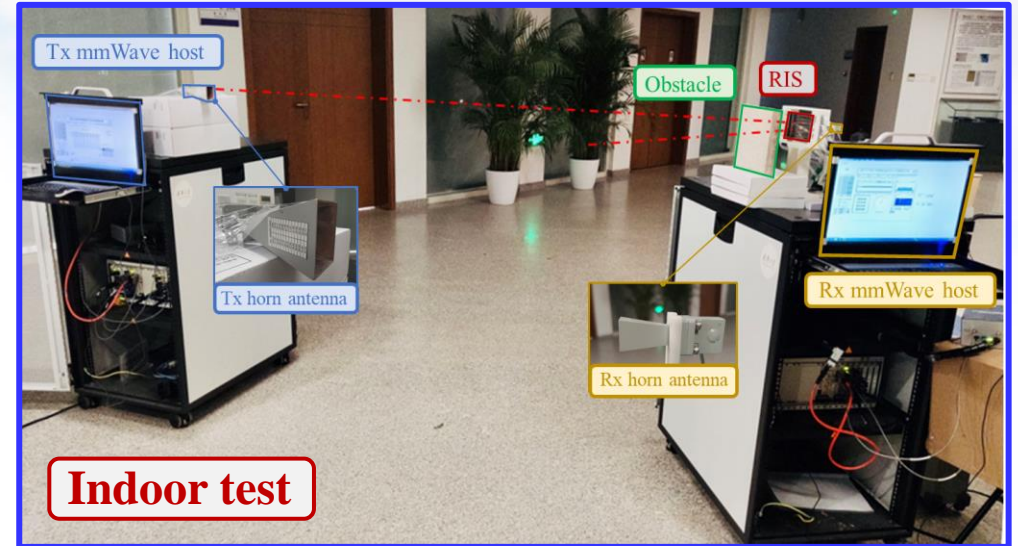 Tx mmWave host
Obstacle
RIS
Tx horn antenna
Rx mmWave host
Rx horn antenna
Indoor test